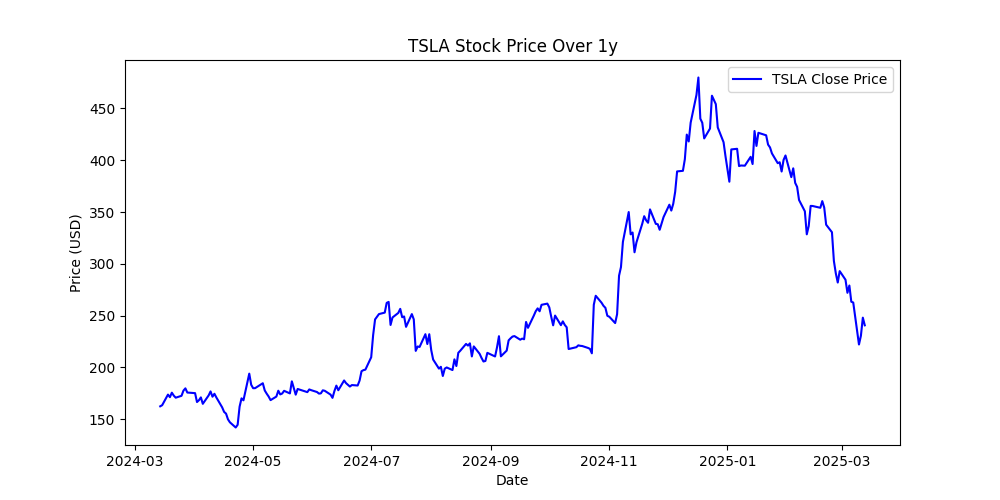 TSLA Stock Price Over 1y
TSLA Close Price
Price (USD)
450
400
350
300
250
200
150
2024-03 2024-05 2024-07 2024-09 2024-11 2025-01 2025-03
Date